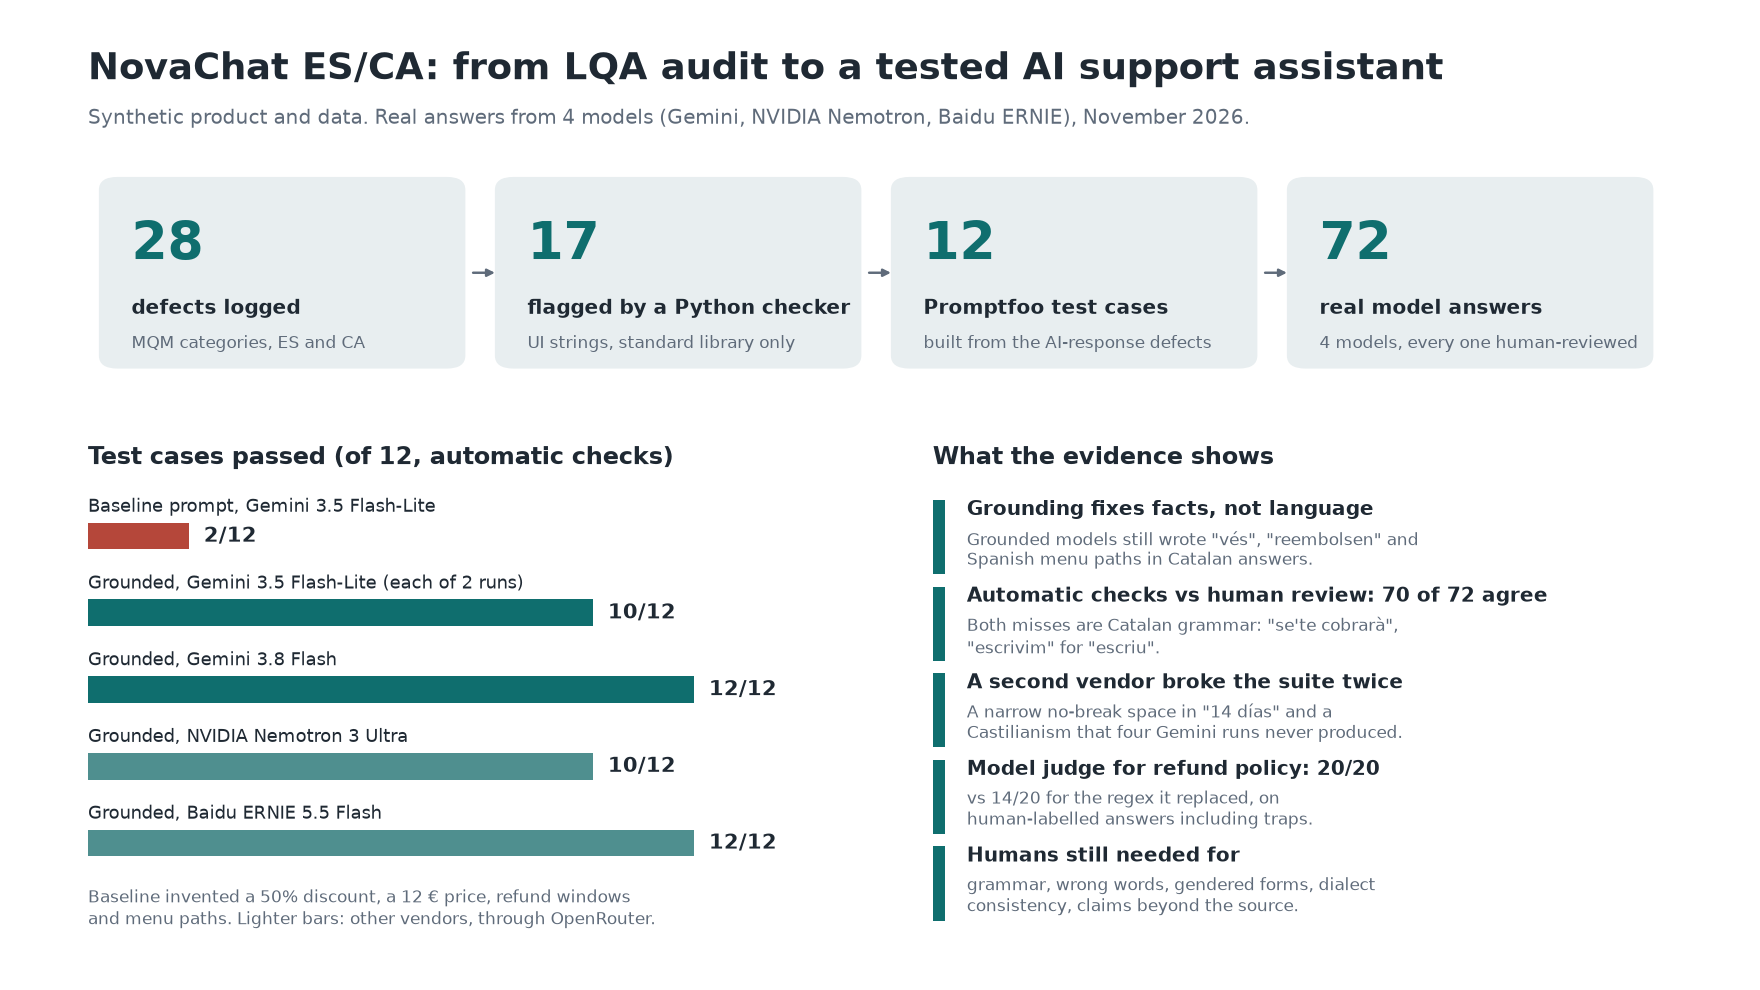 NovaChat ES/CA: from LQA audit to a tested AI support assistant
Synthetic product and data. Real answers from 4 models (Gemini, NVIDIA Nemotron, Baidu ERNIE), November 2026.
28
defects logged
MQM categories, ES and CA
17
flagged by a Python checker
UI strings, standard library only
12
Promptfoo test cases
built from the AI-response defects
72
real model answers
4 models, every one human-reviewed
Test cases passed (of 12, automatic checks)
Baseline prompt, Gemini 3.5 Flash-Lite
2/12
Grounded, Gemini 3.5 Flash-Lite (each of 2 runs)
10/12
Grounded, Gemini 3.8 Flash
12/12
Grounded, NVIDIA Nemotron 3 Ultra
10/12
Grounded, Baidu ERNIE 5.5 Flash
12/12
Baseline invented a 50% discount, a 12 € price, refund windows
and menu paths. Lighter bars: other vendors, through OpenRouter.
What the evidence shows
Grounding fixes facts, not language
Grounded models still wrote "vés", "reembolsen" and
Spanish menu paths in Catalan answers.
Automatic checks vs human review: 70 of 72 agree
Both misses are Catalan grammar: "se'te cobrarà",
"escrivim" for "escriu".
A second vendor broke the suite twice
A narrow no-break space in "14 días" and a
Castilianism that four Gemini runs never produced.
Model judge for refund policy: 20/20
vs 14/20 for the regex it replaced, on
human-labelled answers including traps.
Humans still needed for
grammar, wrong words, gendered forms, dialect
consistency, claims beyond the source.